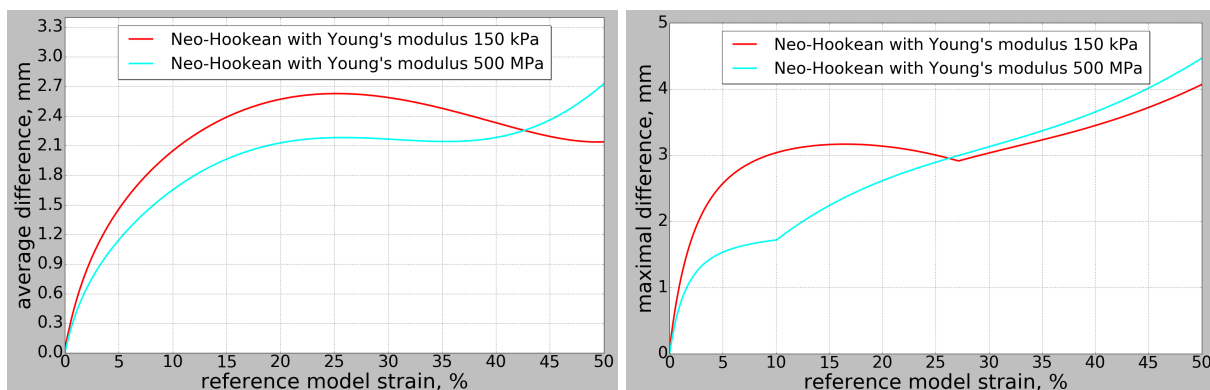 3.3
3.0
2.7
2.4
2.1
1.8
1.5
1.2
0.9
0.6
0.3
0.0
average difference, mm
Neo-Hookean with Young's modulus 150 kPa
Neo-Hookean with Young's modulus 500 MPa
0 5 10 15 20 25 30 35 40 45 50
reference model strain, %
5
4
3
2
1
0
maximal difference, mm
Neo-Hookean with Young's modulus 150 kPa
Neo-Hookean with Young's modulus 500 MPa
0 5 10 15 20 25 30 35 40 45 50
reference model strain, %